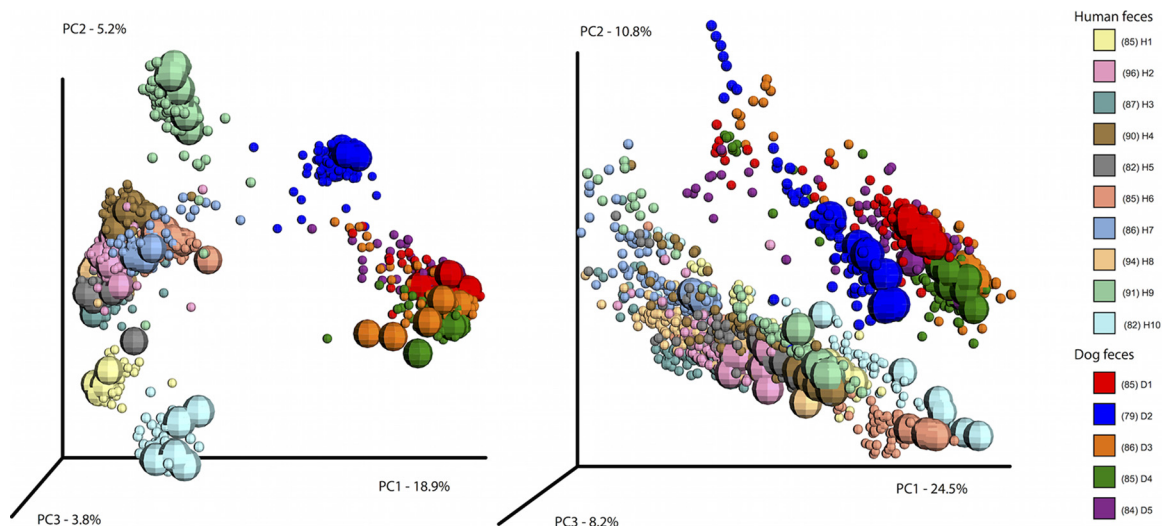 PC2 - 5.2%
PC1 - 18.9%
PC3 - 3.8%
PC2 - 10.8%
PC1 - 24.5%
PC3 - 8.2%
Human feces
(85) H1
(96) H2
(87) H3
(90) H4
(82) H5
(85) H6
(86) H7
(94) H8
(91) H9
(82) H10
Dog feces
(85) D1
(79) D2
(86) D3
(85) D4
(84) D5